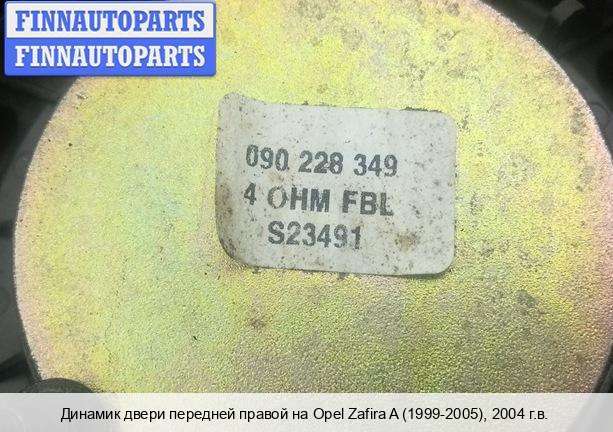 FINNAUTOPARTS
FINNAUTOPARTS
090 228 349
4 OHM FBL
S23491
Динамик двери передней правой на Opel Zafira A (1999-2005), 2004 г.в.